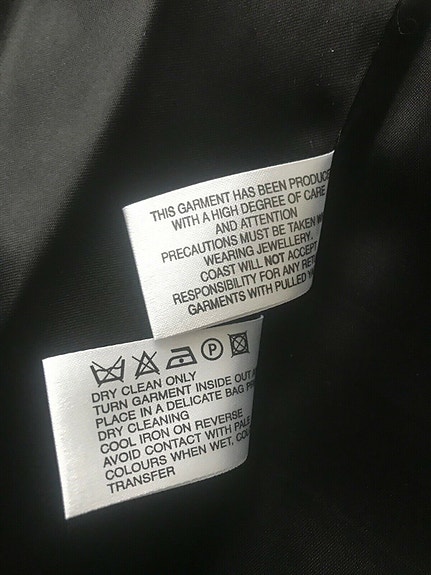 THIS GARMENT HAS BEEN PRODUCE
WITH A HIGH DEGREE OF CARE
AND ATTENTION
PRECAUTIONS MUST BE TAKEN
WEARING JEWELLERY.
COAST WILL NOT ACCEPT
RESPONSIBILITY FOR ANY
GARMENTS WITH PULLED
P
DRY CLEAN ONLY
TURN GARMENT INSIDE OUT
PLACE IN A DELICATE BAG
DRY CLEANING
COOL IRON ON REVERSE
AVOID CONTACT WITH PALE
COLOURS WHEN WET,
TRANSFER